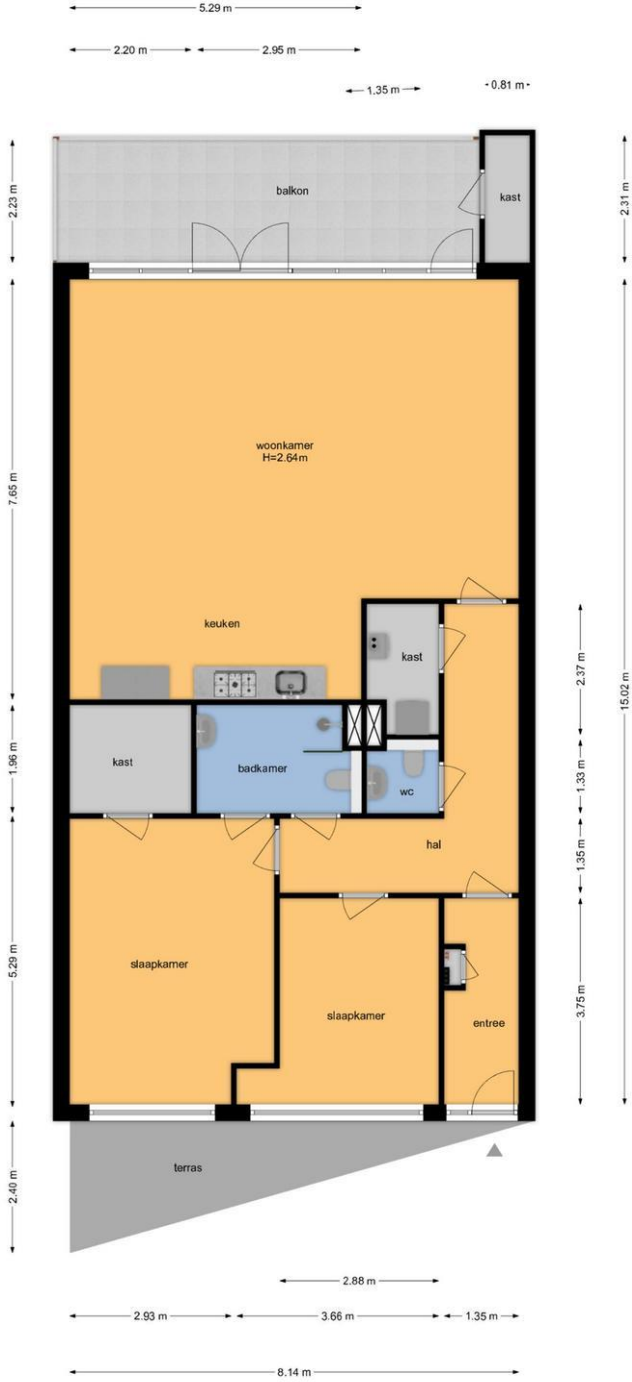 5.29 m
2.20 m
2.95 m
1.35 m
0.81 m
2.23 m
balkon
kast
2.31 m
woonkamer
H=2.64m
7.65 m
keuken
kast
2.37 m
15.02 m
1.96 m
kast
badkamer
wc
1.33 m
hal
1.35 m
5.29 m
slaapkamer
slaapkamer
entree
3.75 m
terras
2.40 m
2.88 m
2.93 m
3.66 m
1.35 m
8.14 m